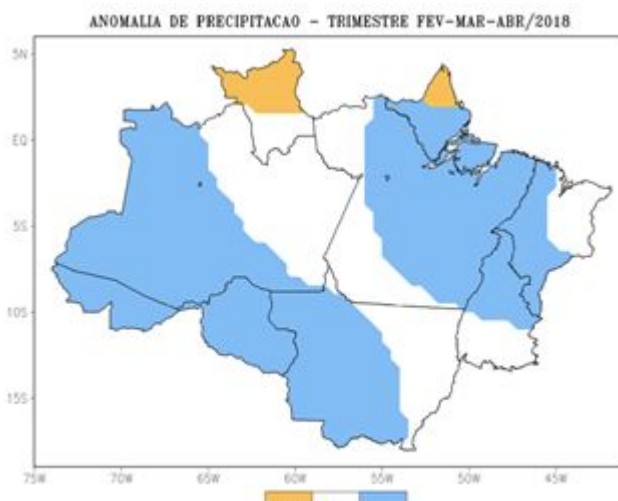 ANOMALIA DE PRECIPITACAO - TRIMESTRE FEV-MAR-ABR/2018
5N
EQ
5S
10S
15S
75W 70W 65W 60W 55W 50W 45W